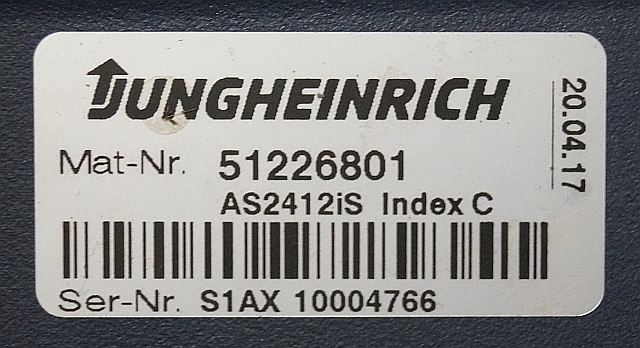 JUNGHEINRICH
20.04.17
Mat-Nr. 51226801
AS2412iS Index C
Ser-Nr. S1AX 10004766